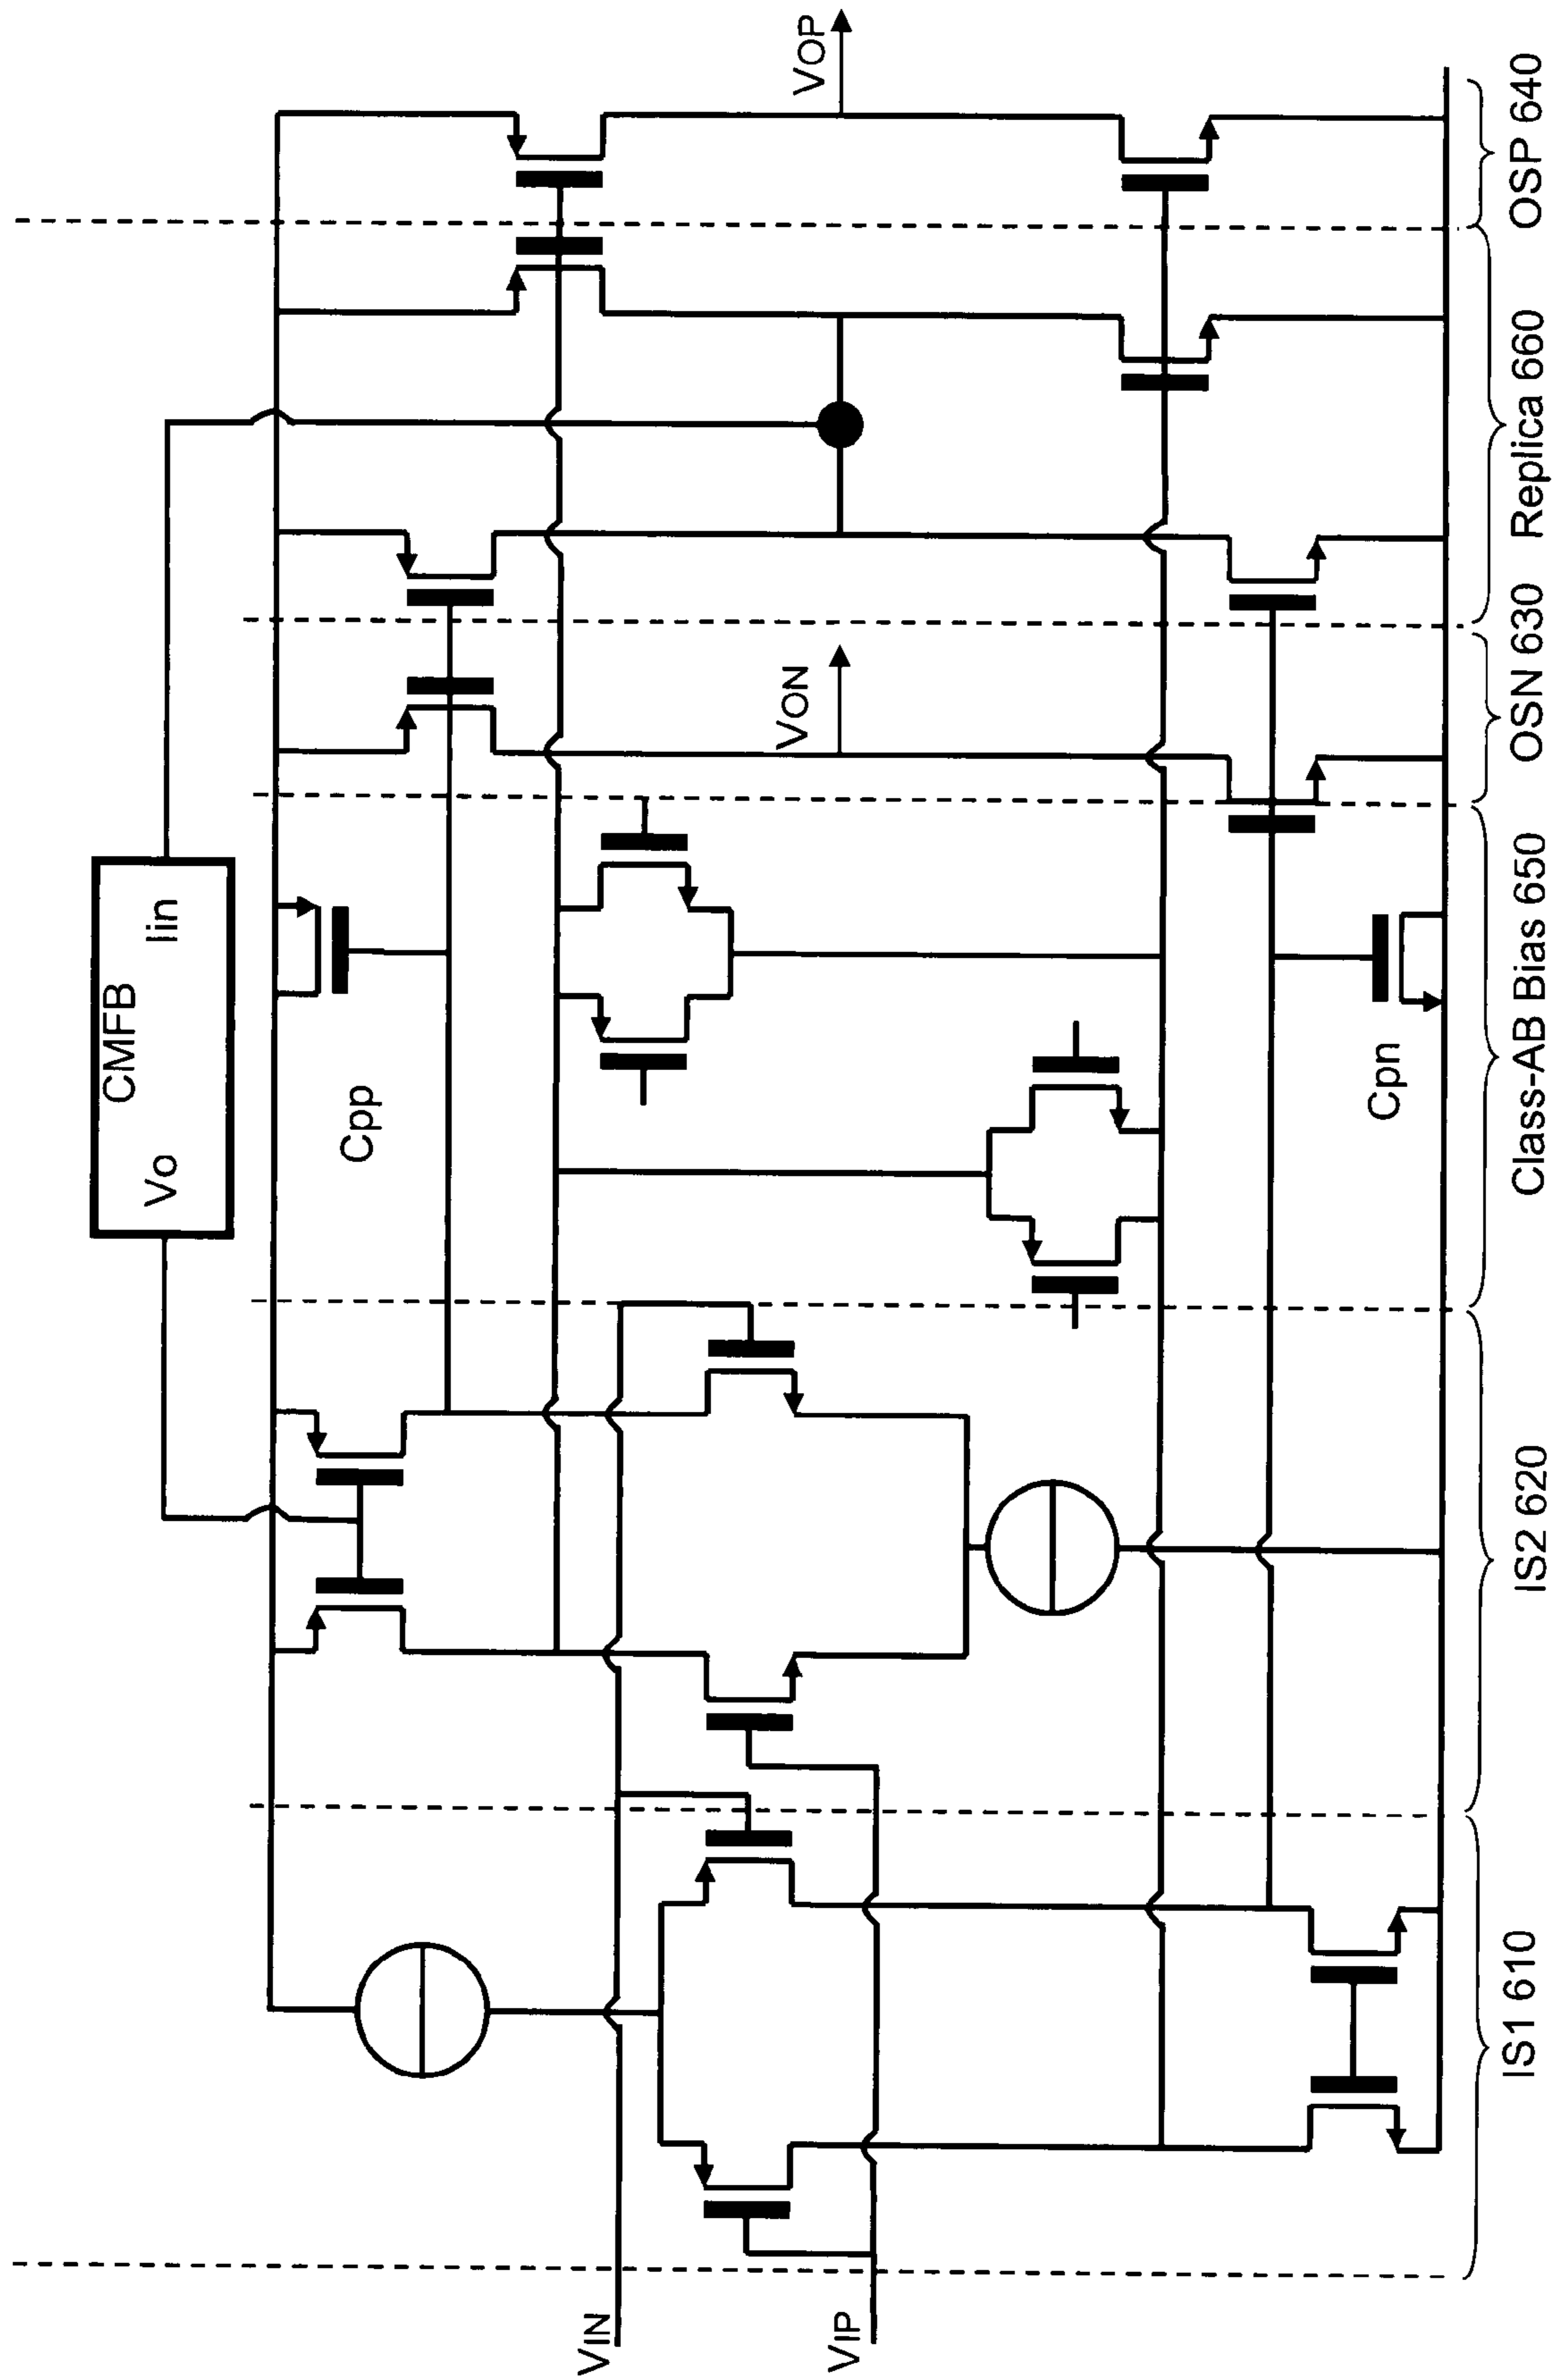 CMFB
Vo
Iin
Cpp
Cpn
VIN
VIP
VON
VOP
IS1 610
IS2 620
Class-AB Bias 650
OSN 630
Replica 660
OSP 640